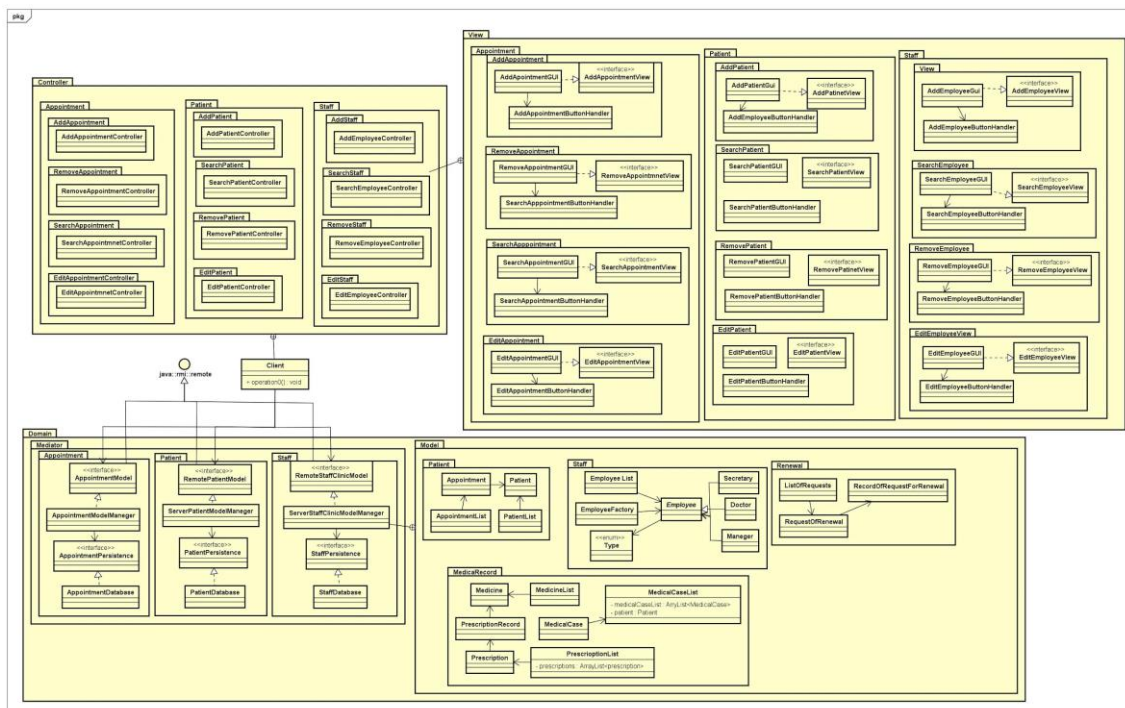 pkg
Controller
Appointment
AddAppointment
AddAppointmentController
RemoveAppointment
RemoveAppointmentController
SearchAppointment
SearchAppointmnetController
EditAppointmentController
EditAppointmnetController
Patient
AddPatient
AddPatientController
SearchPatient
SearchPatientController
RemovePatient
RemovePatientController
EditPatient
EditPatientController
Staff
AddStaff
AddEmployeeController
SearchStaff
SearchEmployeeController
RemoveStaff
RemoveEmployeeController
EditStaff
EditEmployeeController
View
Appointment
AddAppointment
AddApointmentGUI
<<interface>>
AddAppointmentView
AddAppointmentButtonHandler
RemoveAppointment
RemoveAppointmentGUI
<<interface>>
RemoveAppointmnetView
SearchApppointmentButtonHandler
SearchApppointment
SearchAppointmentGUI
<<interface>>
SearchAppointmentView
SearchAppointmentButtonHandler
EditAppointment
EditAppointmentGUI
<<interface>>
EditAppointmentView
EditAppointmentButtonHandler
Patient
AddPatient
AddPatientGui
<<interface>>
AddPatinetView
AddEmployeeButtonHandler
SearchPatient
SearchPatientGUI
<<interface>>
SearchPatientView
SearchPatientButtonHandler
RemovePatient
RemovePatientGUI
<<interface>>
RemovePatinetView
RemovePatientButtonHandler
EditPatient
EditPatientGUI
<<interface>>
EditPatientView
EditPatientButtonHandler
Staff
View
AddEmployeeGui
<<interface>>
AddEmployeeView
AddEmployeeButtonHandler
SearchEmployee
SearchEmployeeGUI
<<interface>>
SearchEmployeeView
SearchEmployeeButtonHandler
RemoveEmployee
RemoveEmployeeGUI
<<interface>>
RemoveEmployeeView
RemoveEmployeeButtonHandler
EditEmployeeView
EditEmployeeGUI
<<interface>>
EditEmployeeView
EditEmployeeButtonHandler
java::rmi::remote
Client
+ operation0() : void
Domain
Mediator
Appointment
<<interface>>
AppointmentModel
AppointmentModelManager
<<interface>>
AppointmentPersistence
AppointmentDatabase
Patient
<<interface>>
RemotePatientModel
ServerPatientModelManager
<<interface>>
PatientPersistence
PatientDatabase
Staff
<<interface>>
RemoteStaffClinicModel
ServerStaffClinicModelManager
<<interface>>
StaffPersistence
StaffDatabase
Model
Patient
Appointment
Patient
AppointmentList
PatientList
Staff
Employee List
Secretary
Employee
EmployeeFactory
Doctor
<<enum>>
Type
Maneger
Renewal
ListOfRequests
RecordOfRequestForRenewal
RequestOfRenewal
MedicaRecord
Medicine
MedicineList
MedicalCaseList
- medicalCaseList : ArryList<MedicalCase>
- patient : Patient
PrescriptionRecord
MedicalCase
Prescription
PrescrioptionList
- prescriptions : ArrayList<prescription>